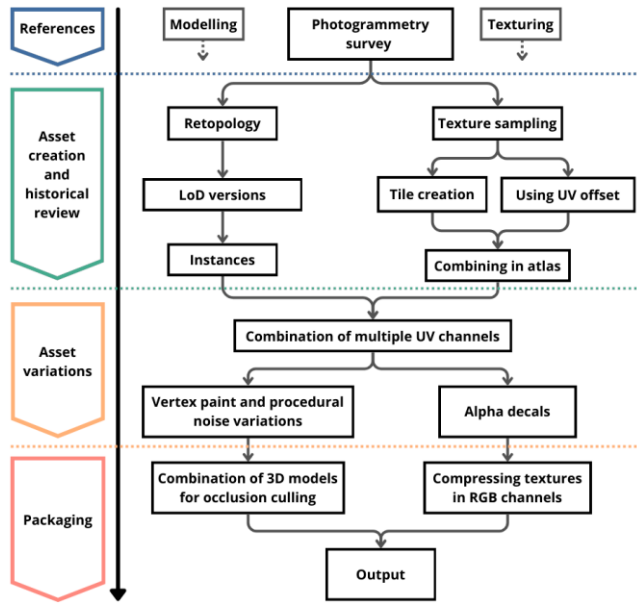 References
Modelling
Photogrammetry
survey
Texturing
Asset
creation
and
historical
review
Retopology
Texture sampling
LoD versions
Tile creation
Using UV offset
Instances
Combining in atlas
Asset
variations
Combination of multiple UV channels
Vertex paint and procedural
noise variations
Alpha decals
Packaging
Combination of 3D models
for occlusion culling
Compressing textures
in RGB channels
Output